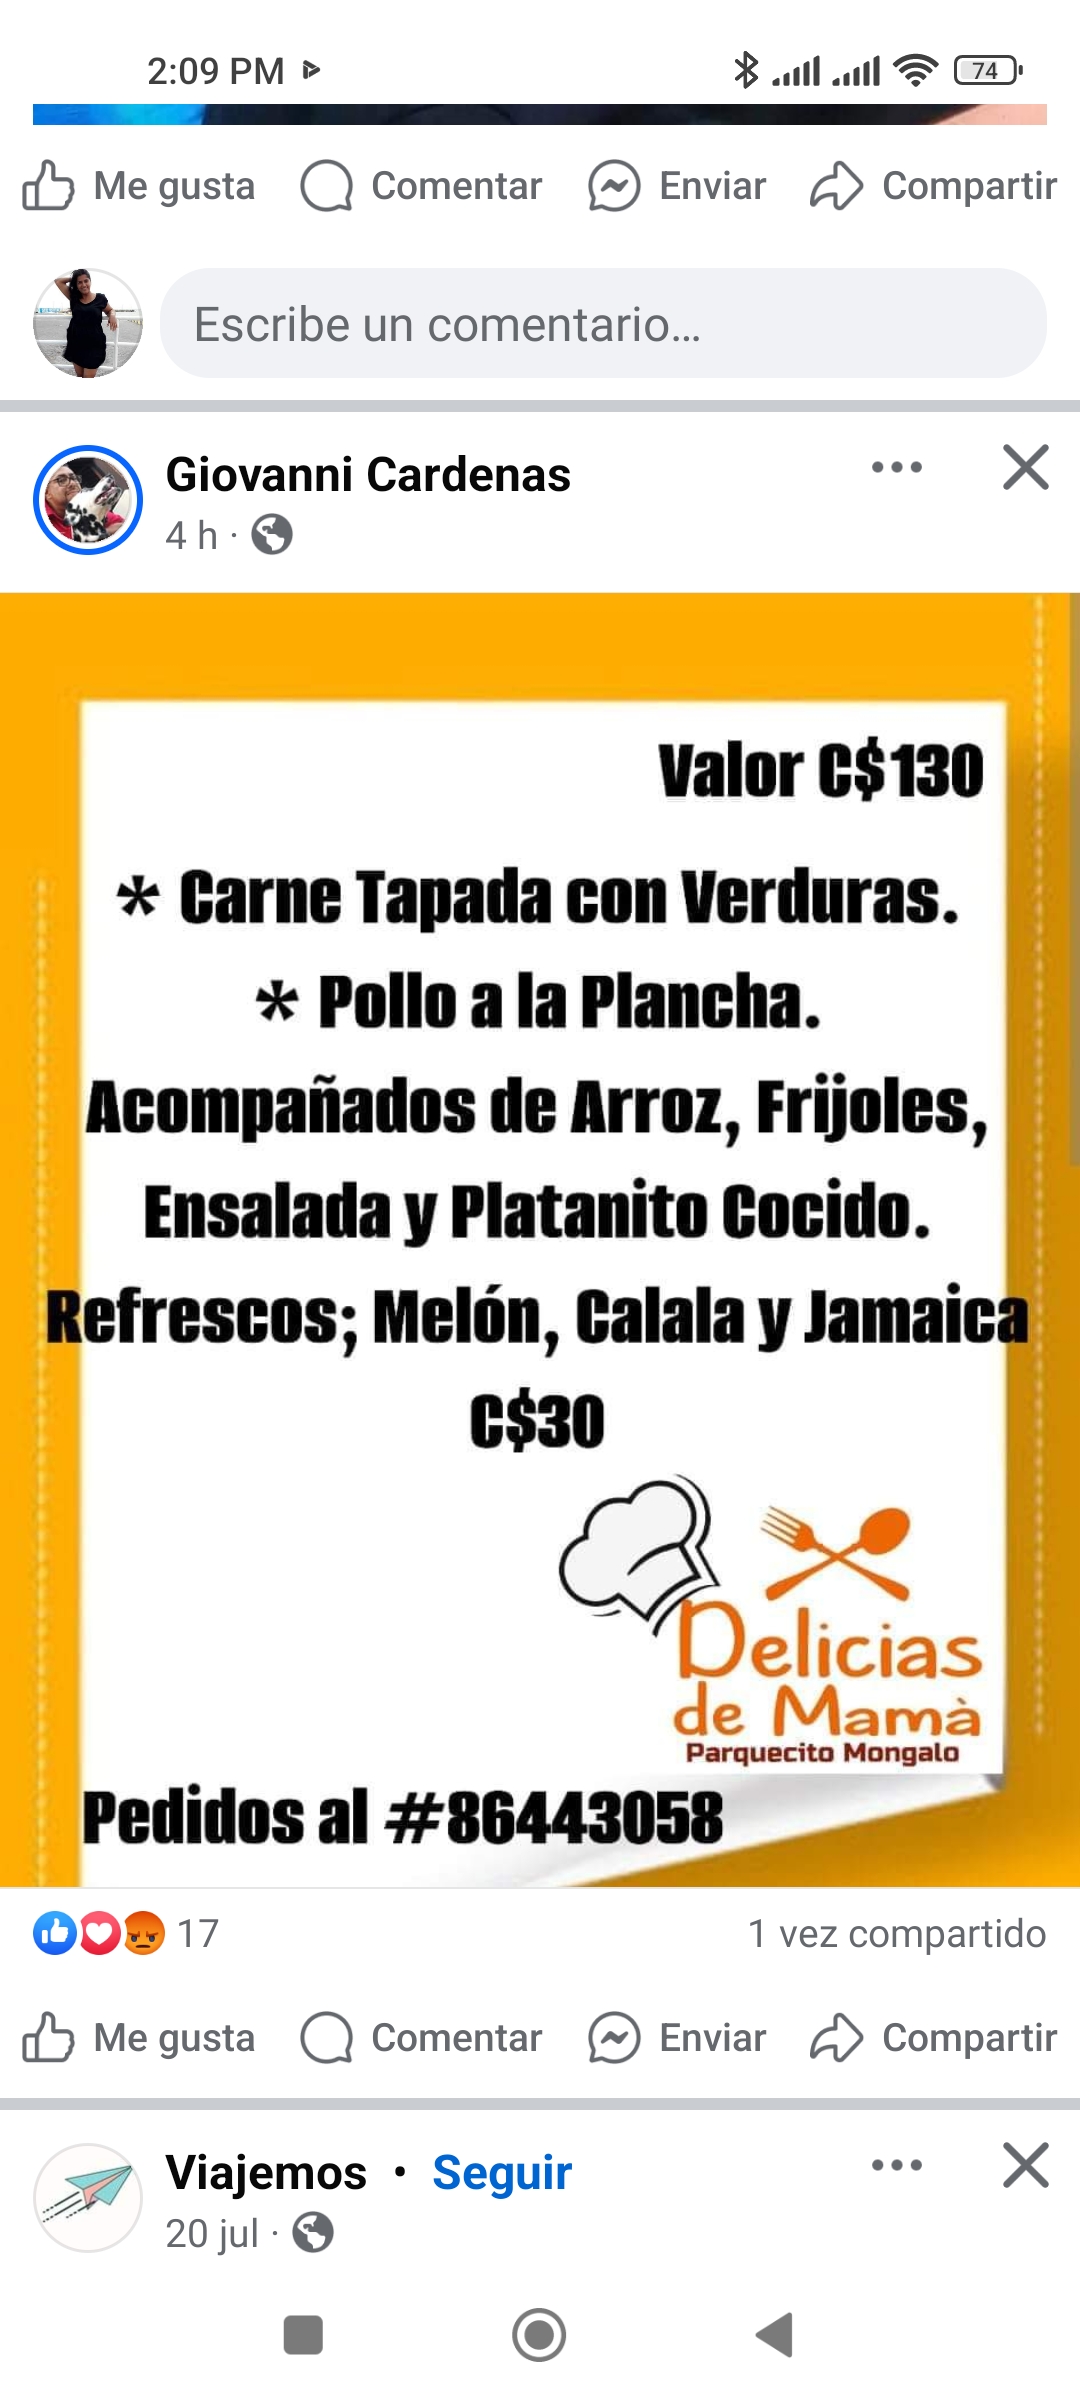 2:09 PM
74
Me gusta Comentar Enviar Compartir
Escribe un comentario...
Giovanni Cardenas
4 h ·
Valor C$130
* Carne Tapada con Verduras.
* Pollo a la Plancha.
Acompañados de Arroz, Frijoles,
Ensalada y Platanito Cocido.
Refrescos; Melón, Calala y Jamaica
C$30
Delicias
de Mamà
Parquecito Mongalo
Pedidos al #86443058
17 1 vez compartido
Me gusta Comentar Enviar Compartir
Viajemos • Seguir
20 jul ·